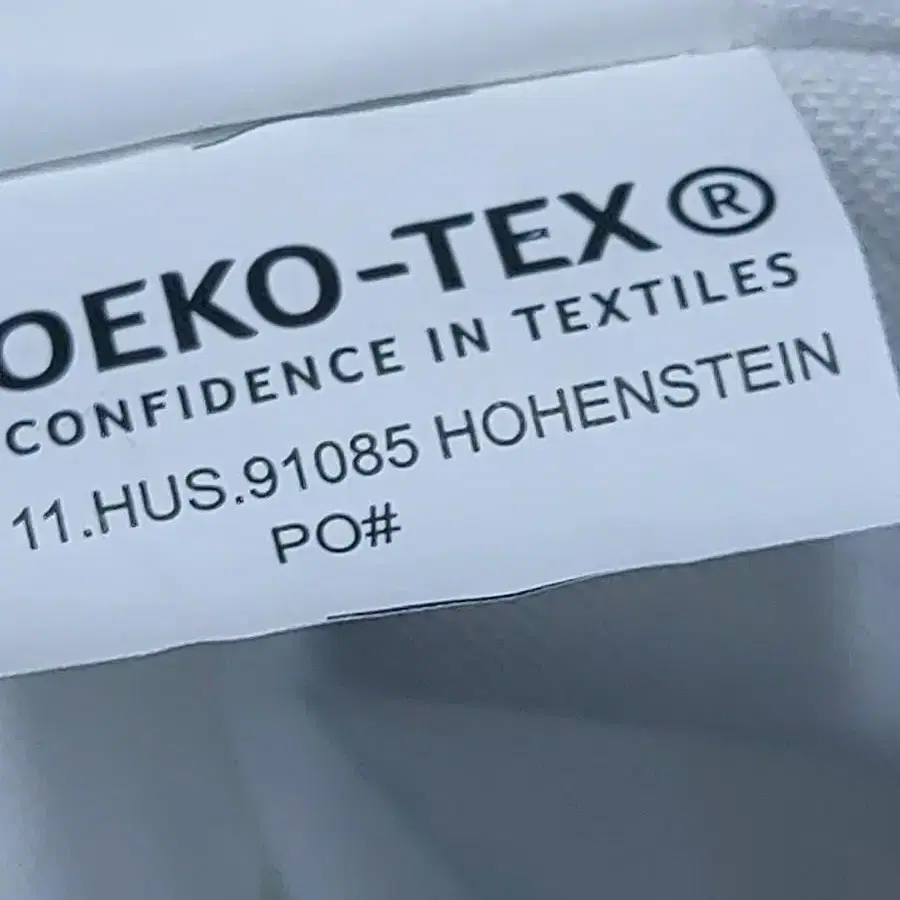 OEKO-TEX®
CONFIDENCE IN TEXTILES
11.HUS.91085 HOHENSTEIN
PO#